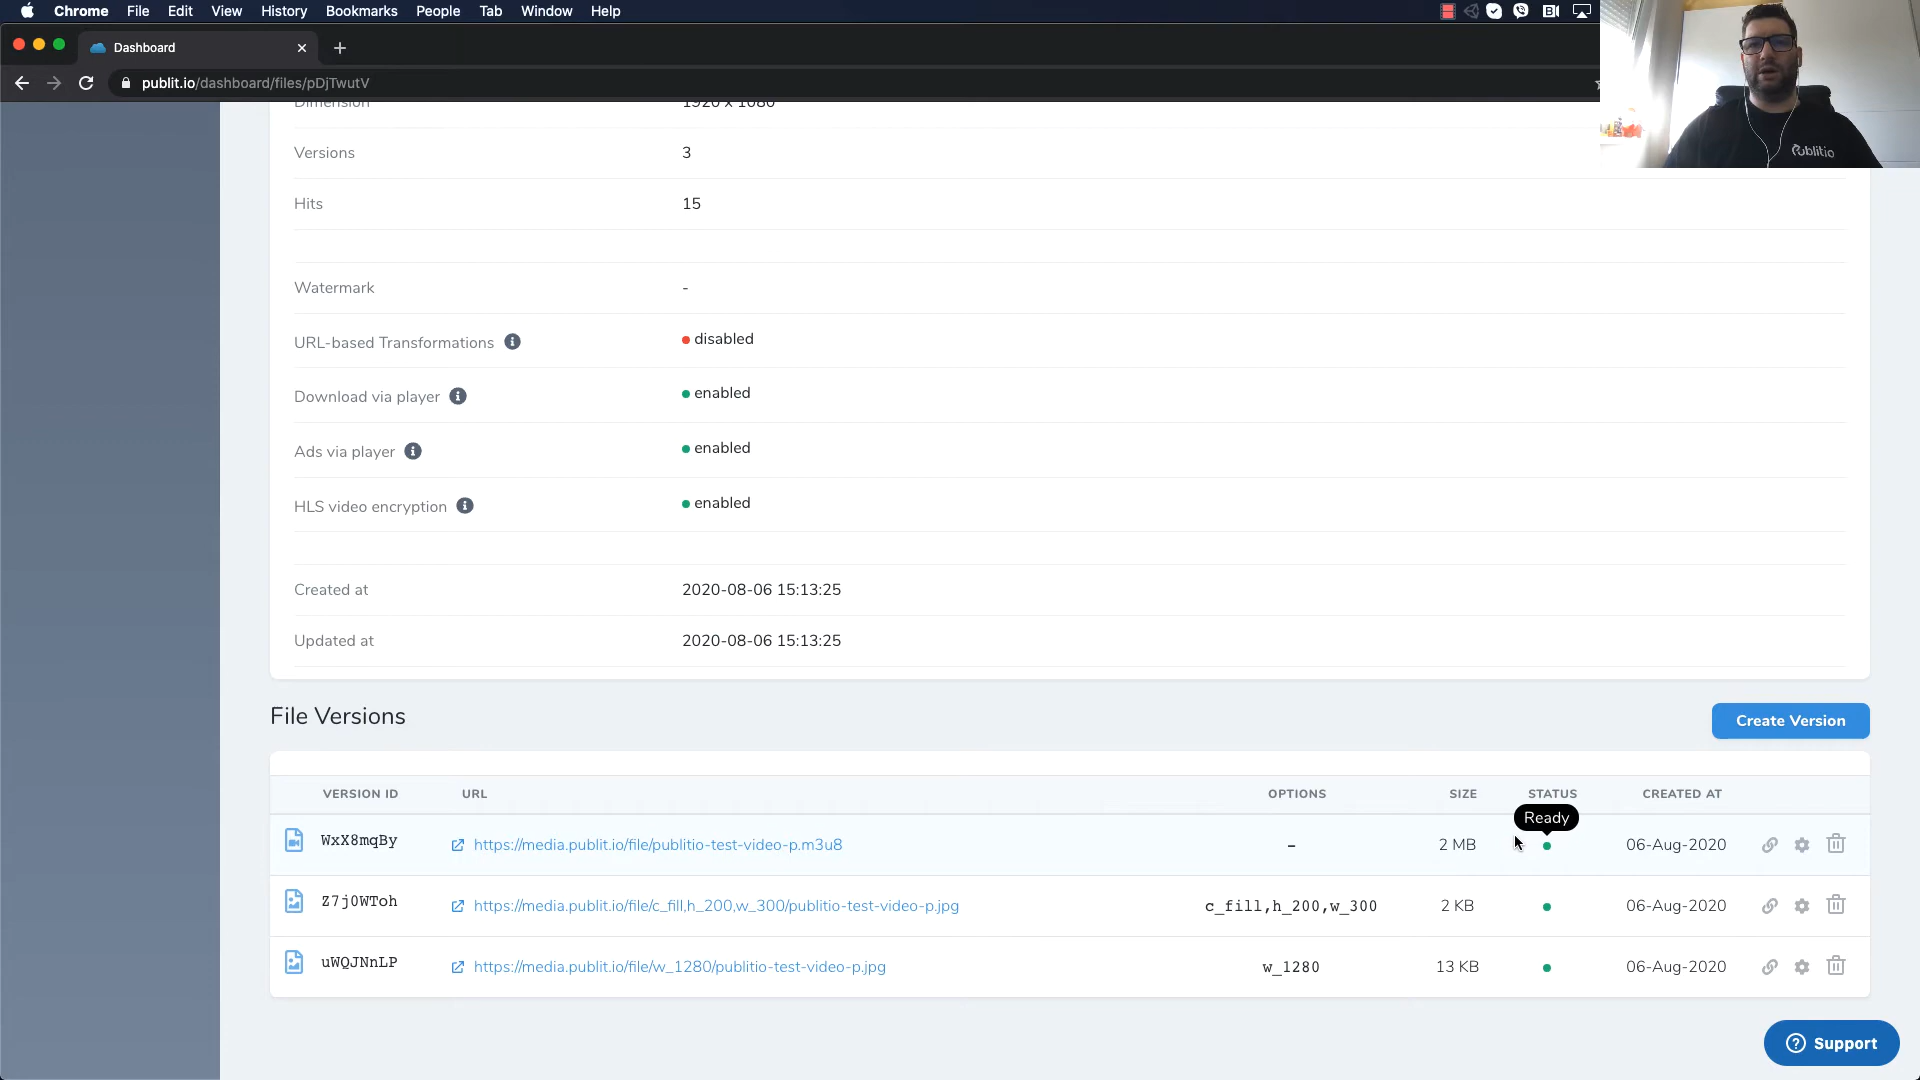 Chrome File Edit View History Bookmarks People Tab Window Help
Dashboard
publit.io/dashboard/files/pDjTwutV
Publitio
Dimension 1920 x 1080
Versions 3
Hits 15
Watermark -
URL-based Transformations disabled
Download via player enabled
Ads via player enabled
HLS video encryption enabled
Created at 2020-08-06 15:13:25
Updated at 2020-08-06 15:13:25
File Versions Create Version
VERSION ID URL OPTIONS SIZE STATUS CREATED AT
Ready
WxX8mqBy https://media.publit.io/file/publitio-test-video-p.m3u8 - 2 MB 06-Aug-2020
Z7j0WToh https://media.publit.io/file/c_fill,h_200,w_300/publitio-test-video-p.jpg c_fill,h_200,w_300 2 KB 06-Aug-2020
uWQJNnLP https://media.publit.io/file/w_1280/publitio-test-video-p.jpg w_1280 13 KB 06-Aug-2020
Support